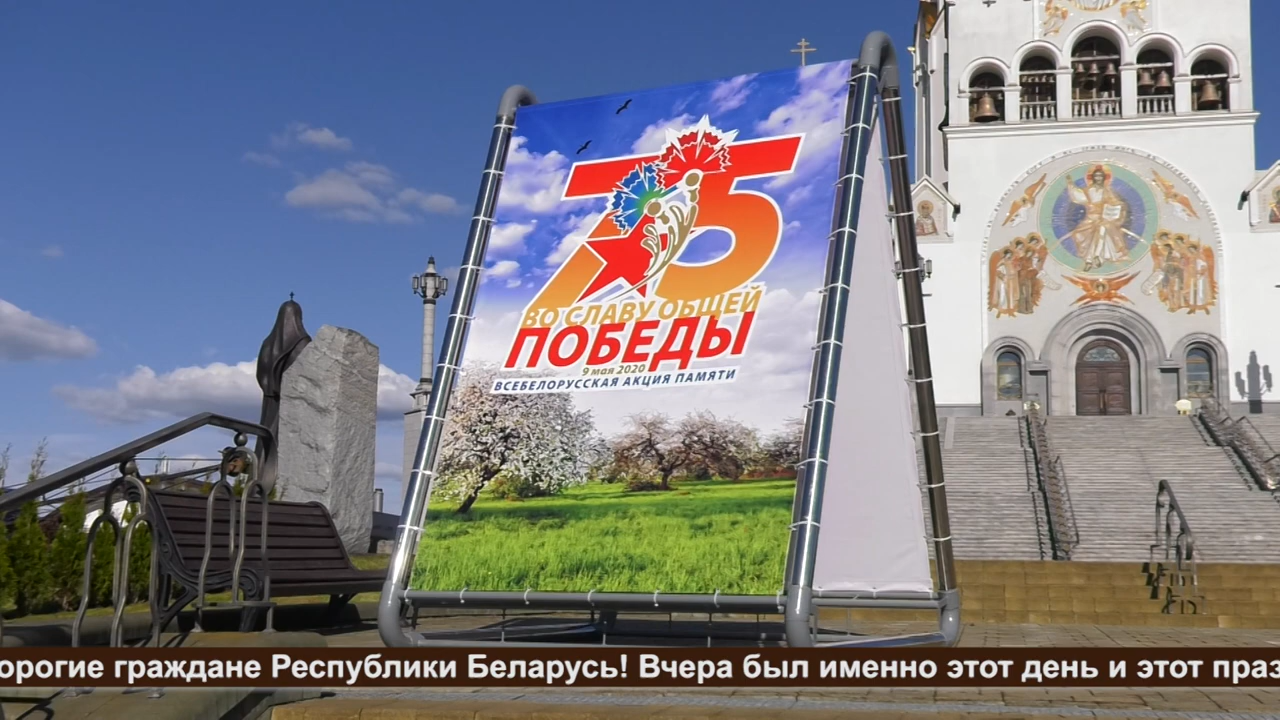 75
ВО СЛАВУ ОБЩЕЙ
ПОБЕДЫ
9 мая 2020
ВСЕБЕЛОРУССКАЯ АКЦИЯ ПАМЯТИ
орогие граждане Республики Беларусь! Вчера был именно этот день и этот праз